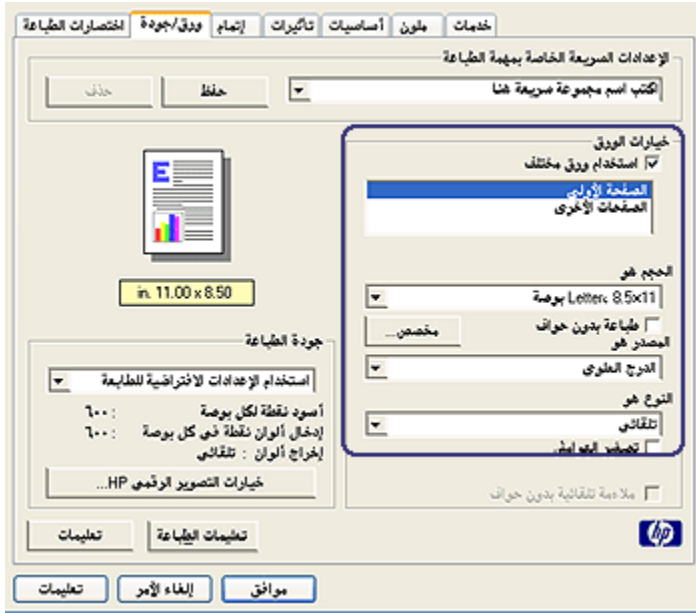 خدمات
ملون
أساسيات
تأثيرات
إتمام
ورق/جودة
اختصارات الطباعة
الإعدادات السريعة الخاصة بمهمة الطباعة
اكتب اسم مجموعة سريعة هنا
حفظ
حذف
خيارات الورق
استخدام ورق مختلف
الصفحة الأولى
الصفحات الأخرى
الحجم هو
Letter، 8.5×11 بوصة
طباعة بدون حواف
مخصص...
المصدر هو
الدرج العلوي
النوع هو
تلقائي
تصغير الهوامش
ملاءمة تلقائية بدون حواف
E
in. 11.00 x 8.50
جودة الطباعة
استخدام الإعدادات الافتراضية للطابعة
أسود نقطة لكل بوصة : ٦٠٠
إدخال ألوان نقطة في كل بوصة : ٦٠٠
إخراج ألوان : تلقائي
خيارات التصوير الرقمي HP...
تعليمات الطباعة
تعليمات
hp
موافق
إلغاء الأمر
تعليمات